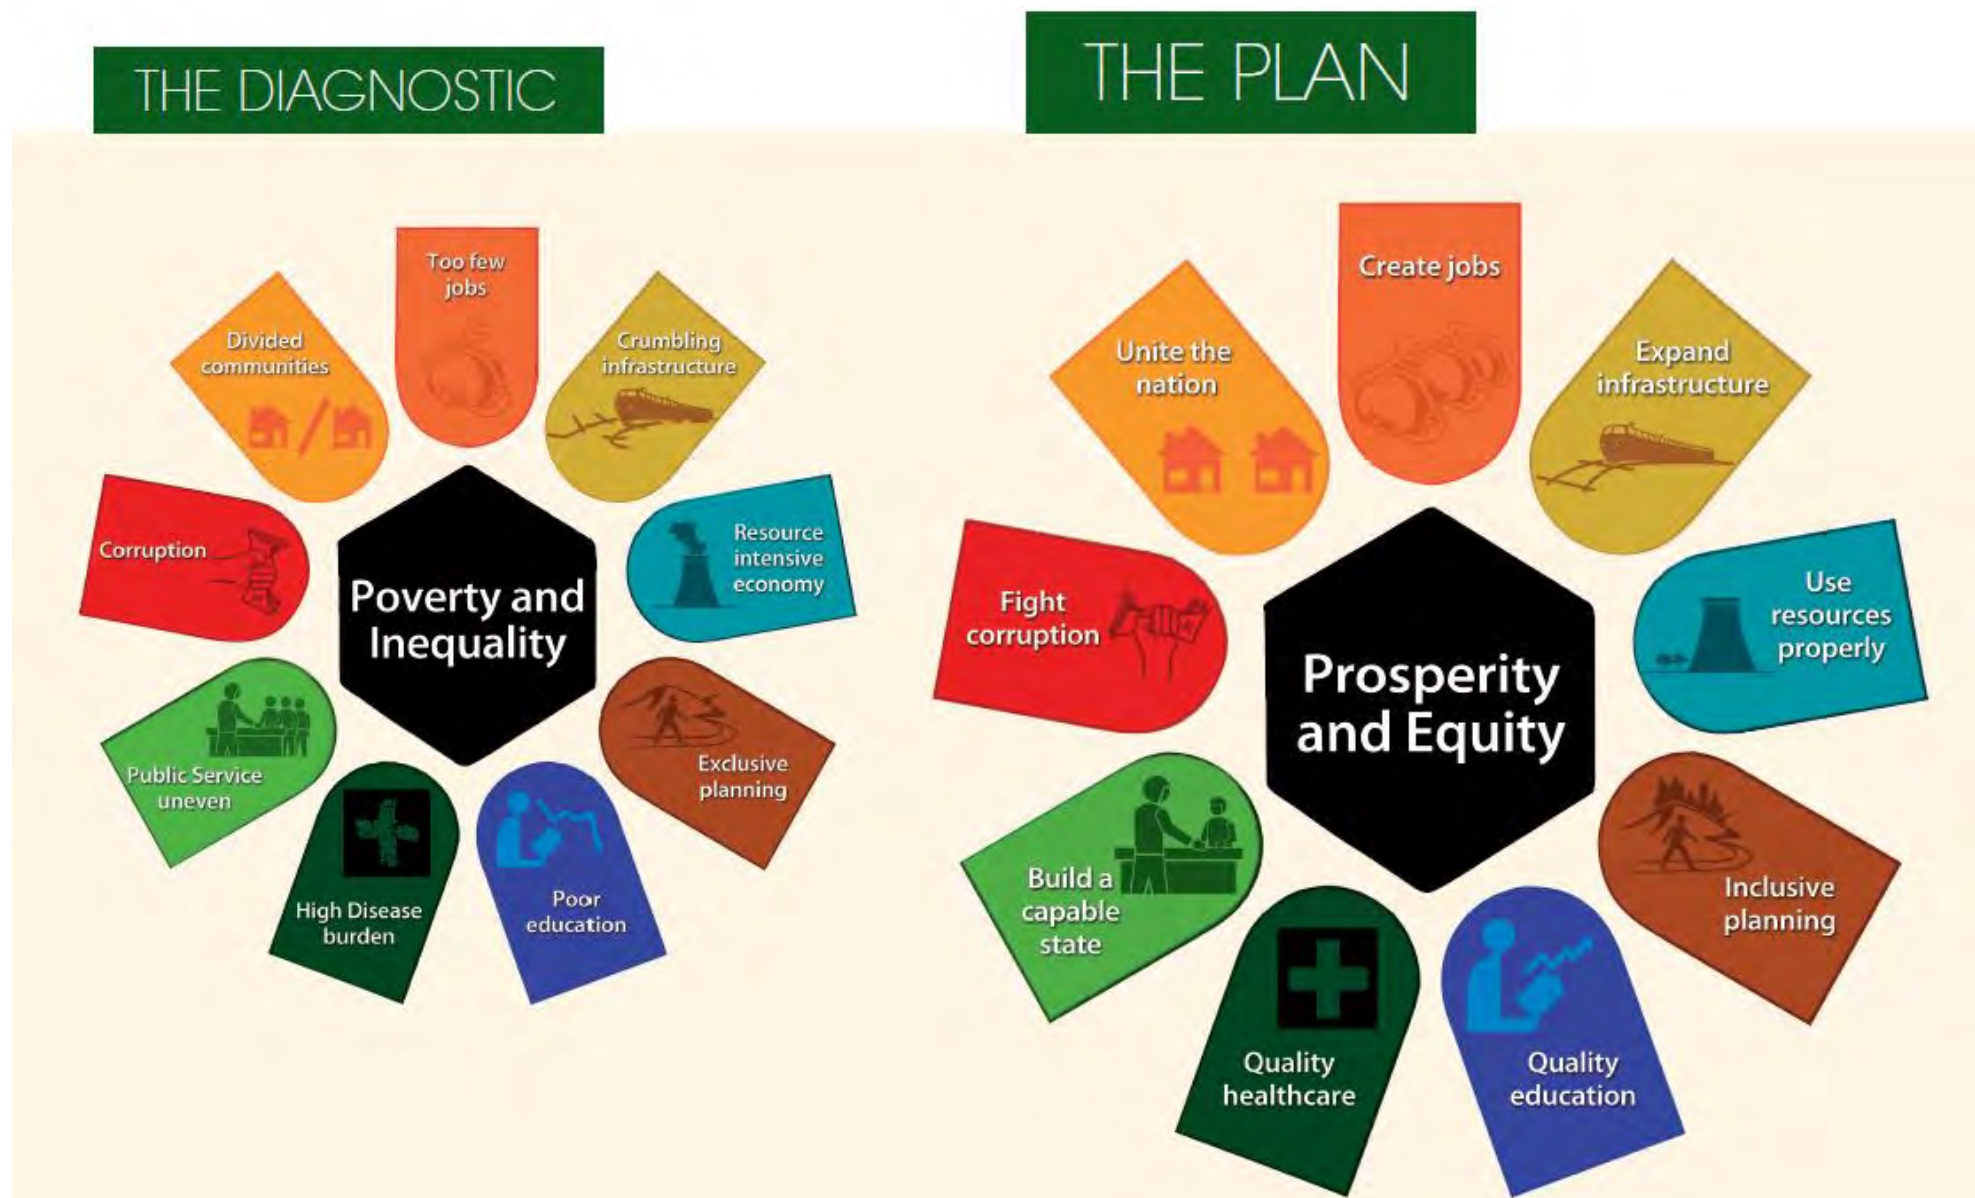 THE DIAGNOSTIC
Too few
jobs
Crumbling
infrastructure
Resource
intensive
economy
Exclusive
planning
Poor
education
High Disease
burden
Public Service
uneven
Corruption
Divided
communities
Poverty and
Inequality
THE PLAN
Create jobs
Expand
infrastructure
Use
resources
properly
Inclusive
planning
Quality
education
Quality
healthcare
Build a
capable
state
Fight
corruption
Unite the
nation
Prosperity
and Equity